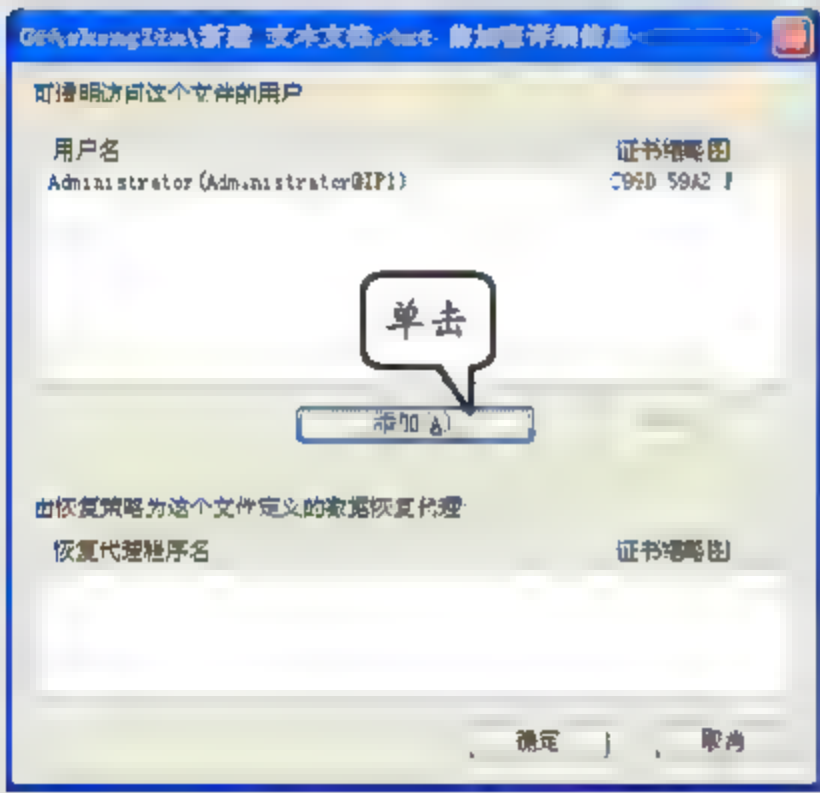 新建 文本文档.txt 的加密详细信息
可透明访问这个文件的用户
用户名 证书缩略图
Administrator(Administrator@ZIP1)
单击
添加(A)
由恢复策略为这个文件定义的数据恢复代理
恢复代理程序名 证书缩略图
确定 取消